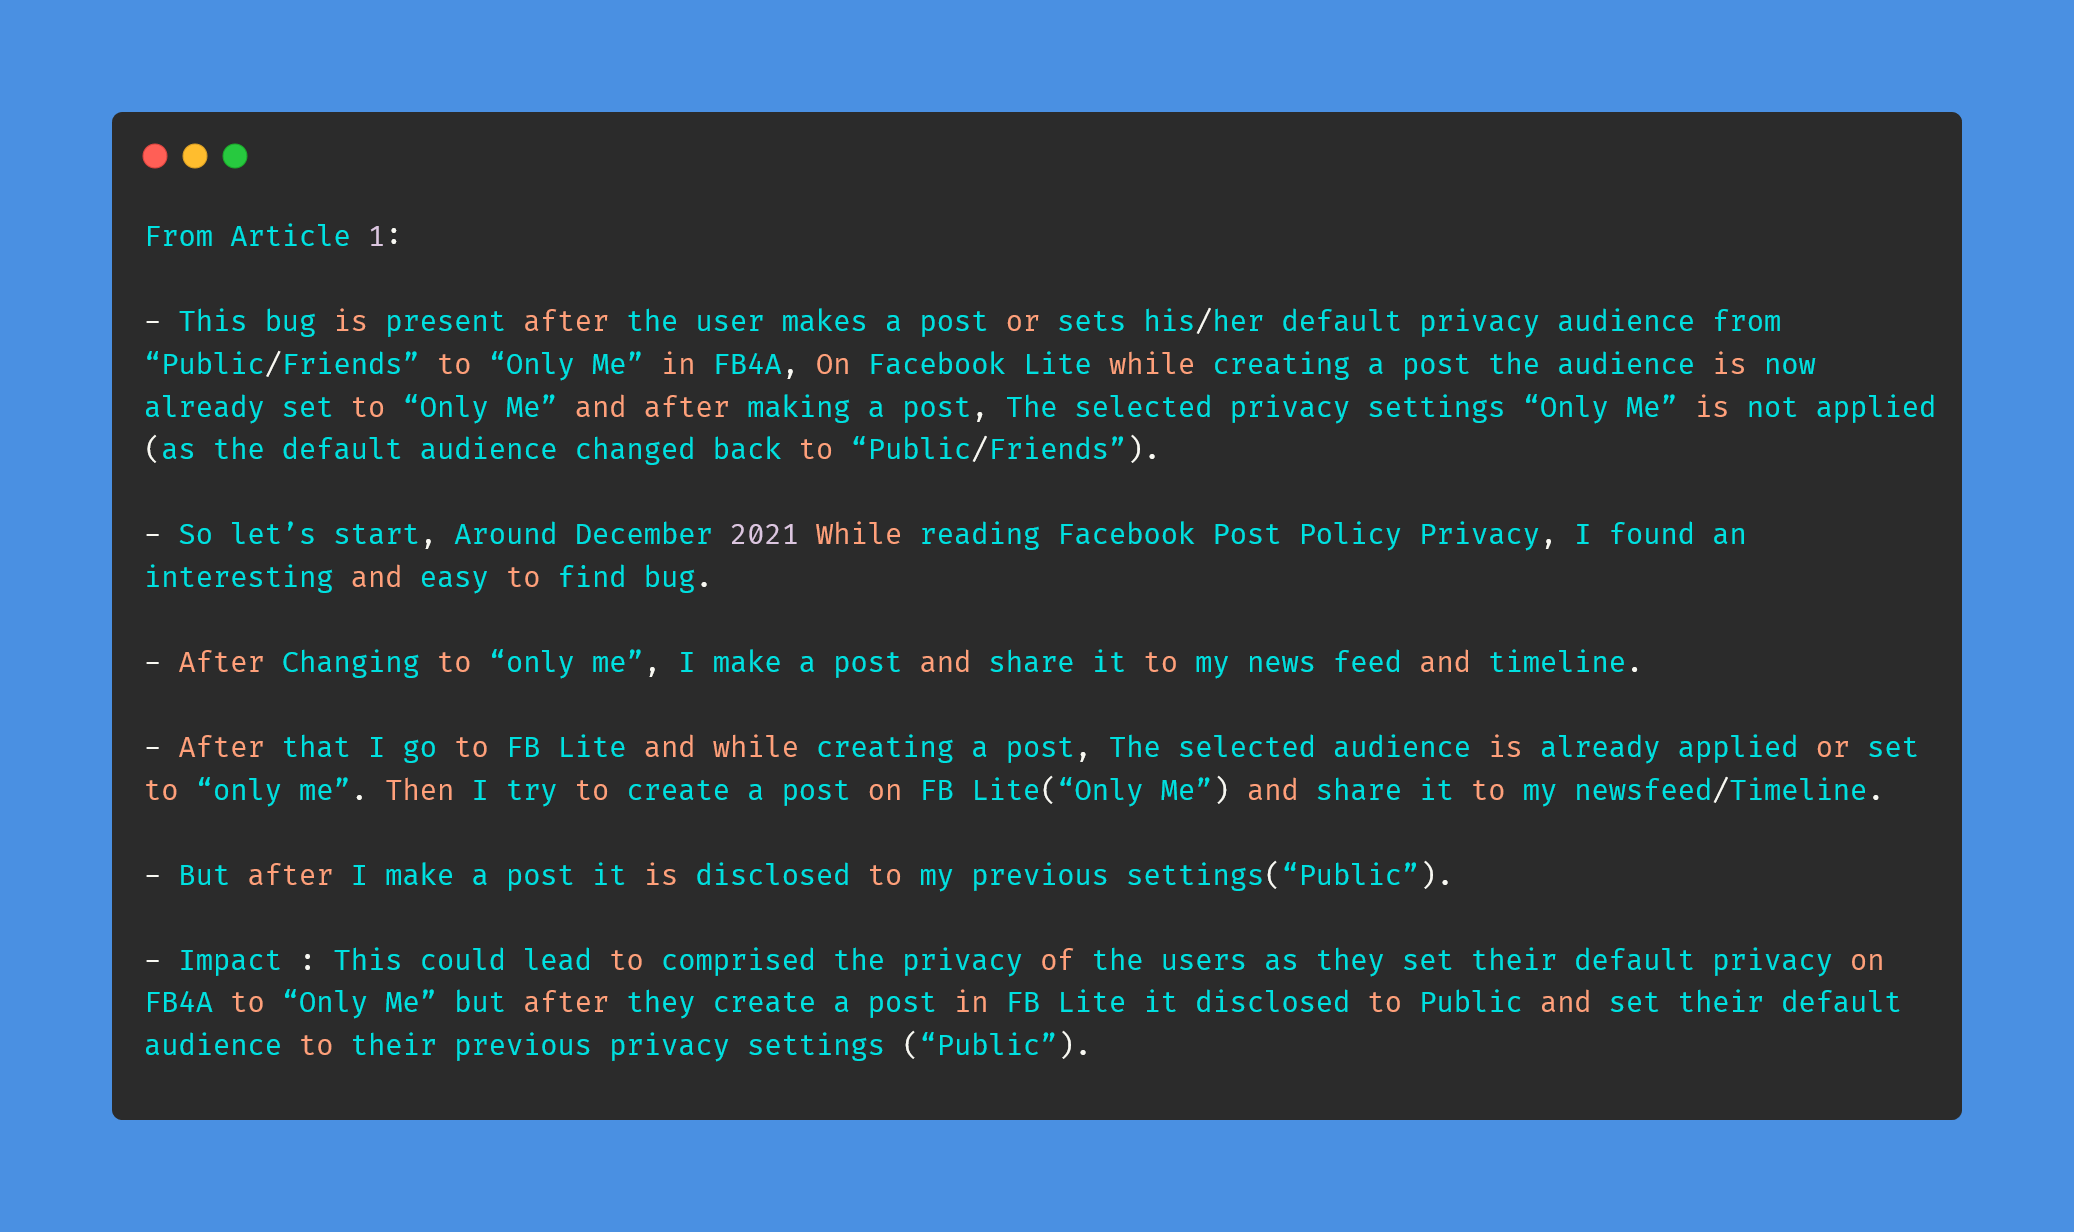 From Article 1:
- This bug is present after the user makes a post or sets his/her default privacy audience from
“Public/Friends” to “Only Me” in FB4A, On Facebook Lite while creating a post the audience is now
already set to “Only Me” and after making a post, The selected privacy settings “Only Me” is not applied
(as the default audience changed back to “Public/Friends”).
- So let’s start, Around December 2021 While reading Facebook Post Policy Privacy, I found an
interesting and easy to find bug.
- After Changing to “only me”, I make a post and share it to my news feed and timeline.
- After that I go to FB Lite and while creating a post, The selected audience is already applied or set
to “only me”. Then I try to create a post on FB Lite(“Only Me”) and share it to my newsfeed/Timeline.
- But after I make a post it is disclosed to my previous settings(“Public”).
- Impact : This could lead to comprised the privacy of the users as they set their default privacy on
FB4A to “Only Me” but after they create a post in FB Lite it disclosed to Public and set their default
audience to their previous privacy settings (“Public”).